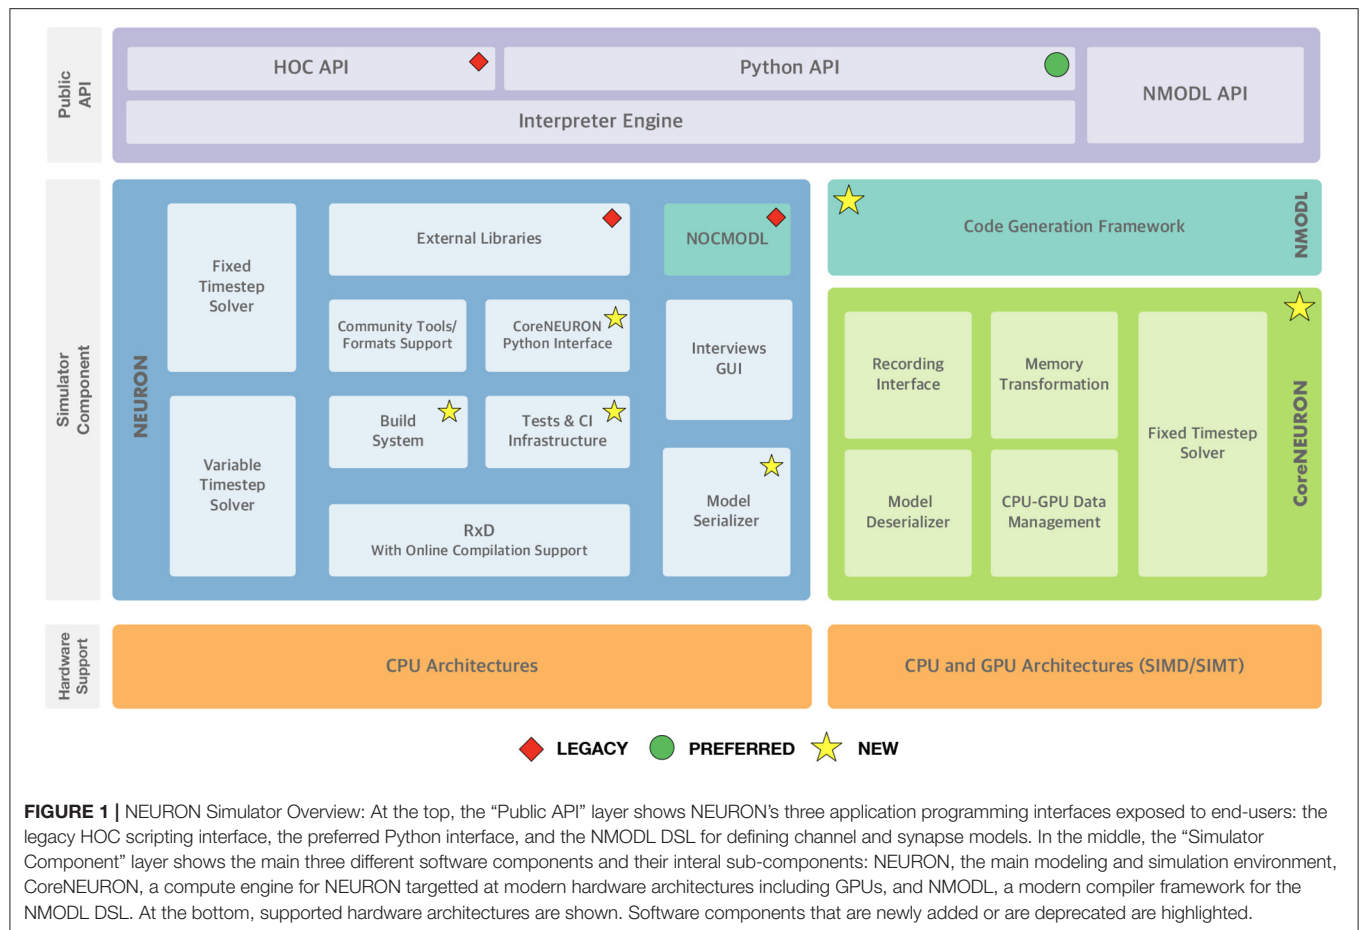 Public
API
HOC API
Python API
NMODL API
Interpreter Engine
Simulator
Component
NEURON
Fixed
Timestep
Solver
Variable
Timestep
Solver
External Libraries
NOCMODL
Community Tools/
Formats Support
CoreNEURON
Python Interface
Interviews
GUI
Build
System
Tests & CI
Infrastructure
Model
Serializer
RxD
With Online Compilation Support
Code Generation Framework
NMODL
Recording
Interface
Memory
Transformation
Fixed Timestep
Solver
Model
Deserializer
CPU-GPU Data
Management
CoreNEURON
Hardware
Support
CPU Architectures
CPU and GPU Architectures (SIMD/SIMT)
LEGACY
PREFERRED
NEW
FIGURE 1 | NEURON Simulator Overview: At the top, the “Public API” layer shows NEURON’s three application programming interfaces exposed to end-users: the
legacy HOC scripting interface, the preferred Python interface, and the NMODL DSL for defining channel and synapse models. In the middle, the “Simulator
Component” layer shows the main three different software components and their interal sub-components: NEURON, the main modeling and simulation environment,
CoreNEURON, a compute engine for NEURON targetted at modern hardware architectures including GPUs, and NMODL, a modern compiler framework for the
NMODL DSL. At the bottom, supported hardware architectures are shown. Software components that are newly added or are deprecated are highlighted.